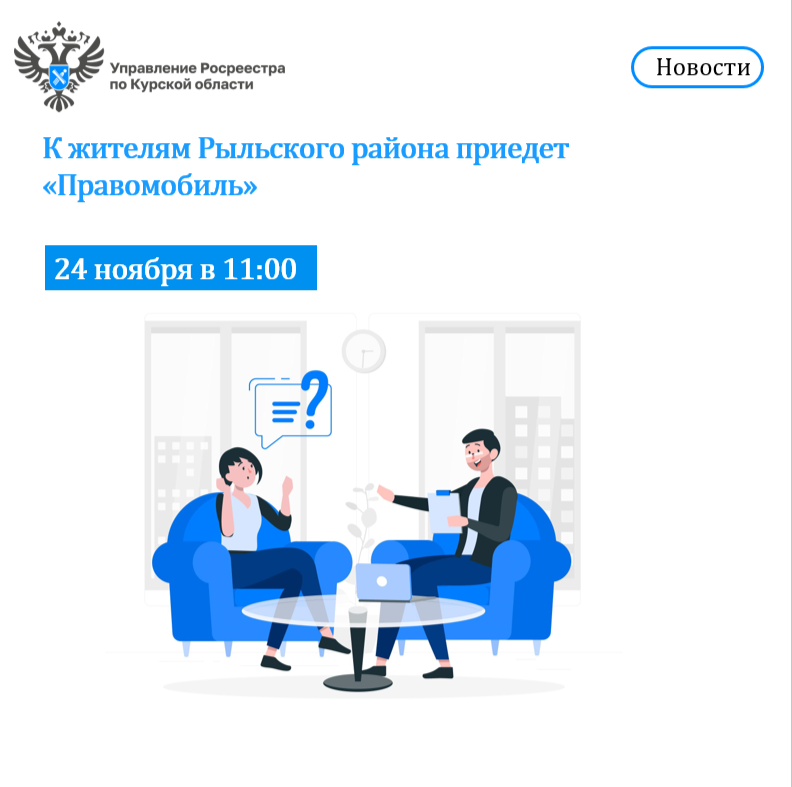 Управление Росреестра
по Курской области
Новости
К жителям Рыльского района приедет
«Правомобиль»
24 ноября в 11:00
?